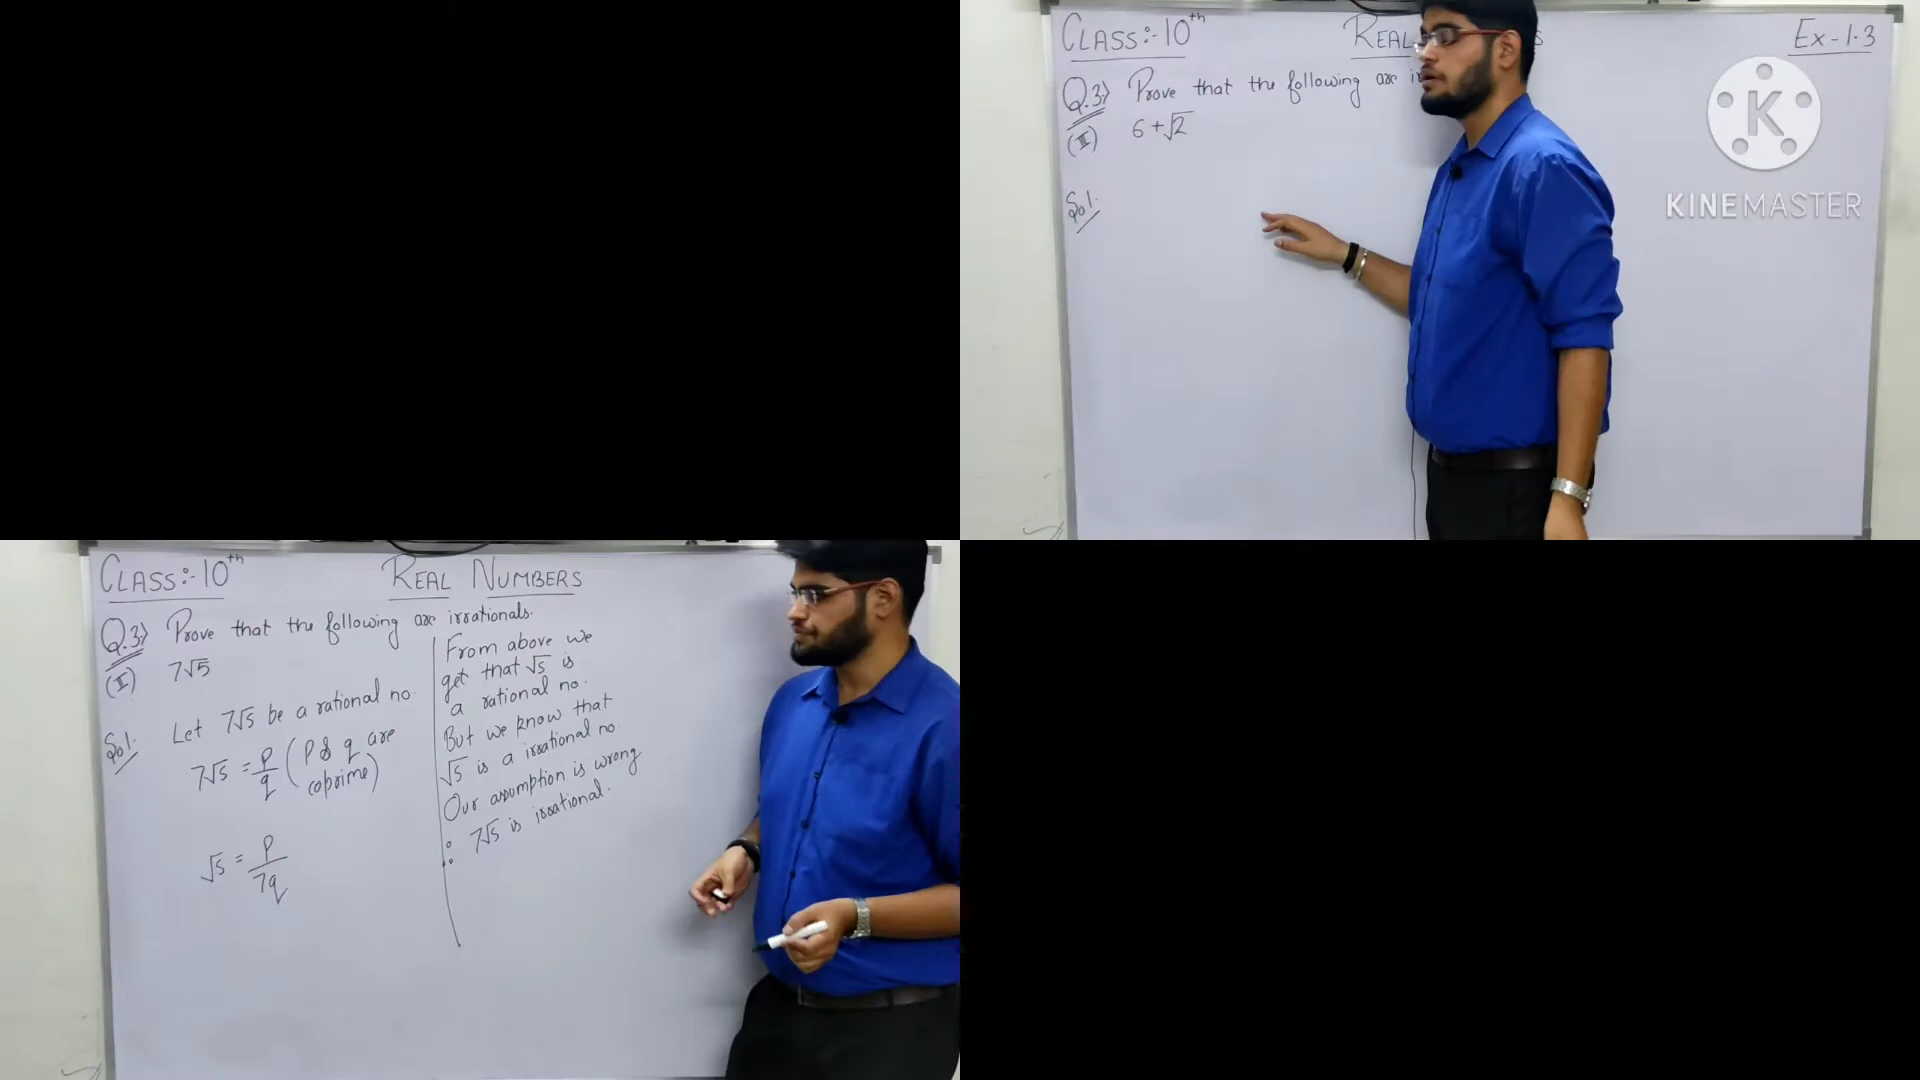 CLASS:-10th REAL Ex-1.3
Q.3> Prove that the following are
(III) 6+√2
Sol.
KINEMASTER
CLASS:-10th REAL NUMBERS
Q.3> Prove that the following are irrationals.
(II) 7√5
Sol. Let 7√5 be a rational no.
7√5 = p/q (p & q are
coprime)
√5 = p/7q
From above we
get that √5 is
a rational no.
But we know that
√5 is a irrational no.
Our assumption is wrong
∴ 7√5 is irrational.